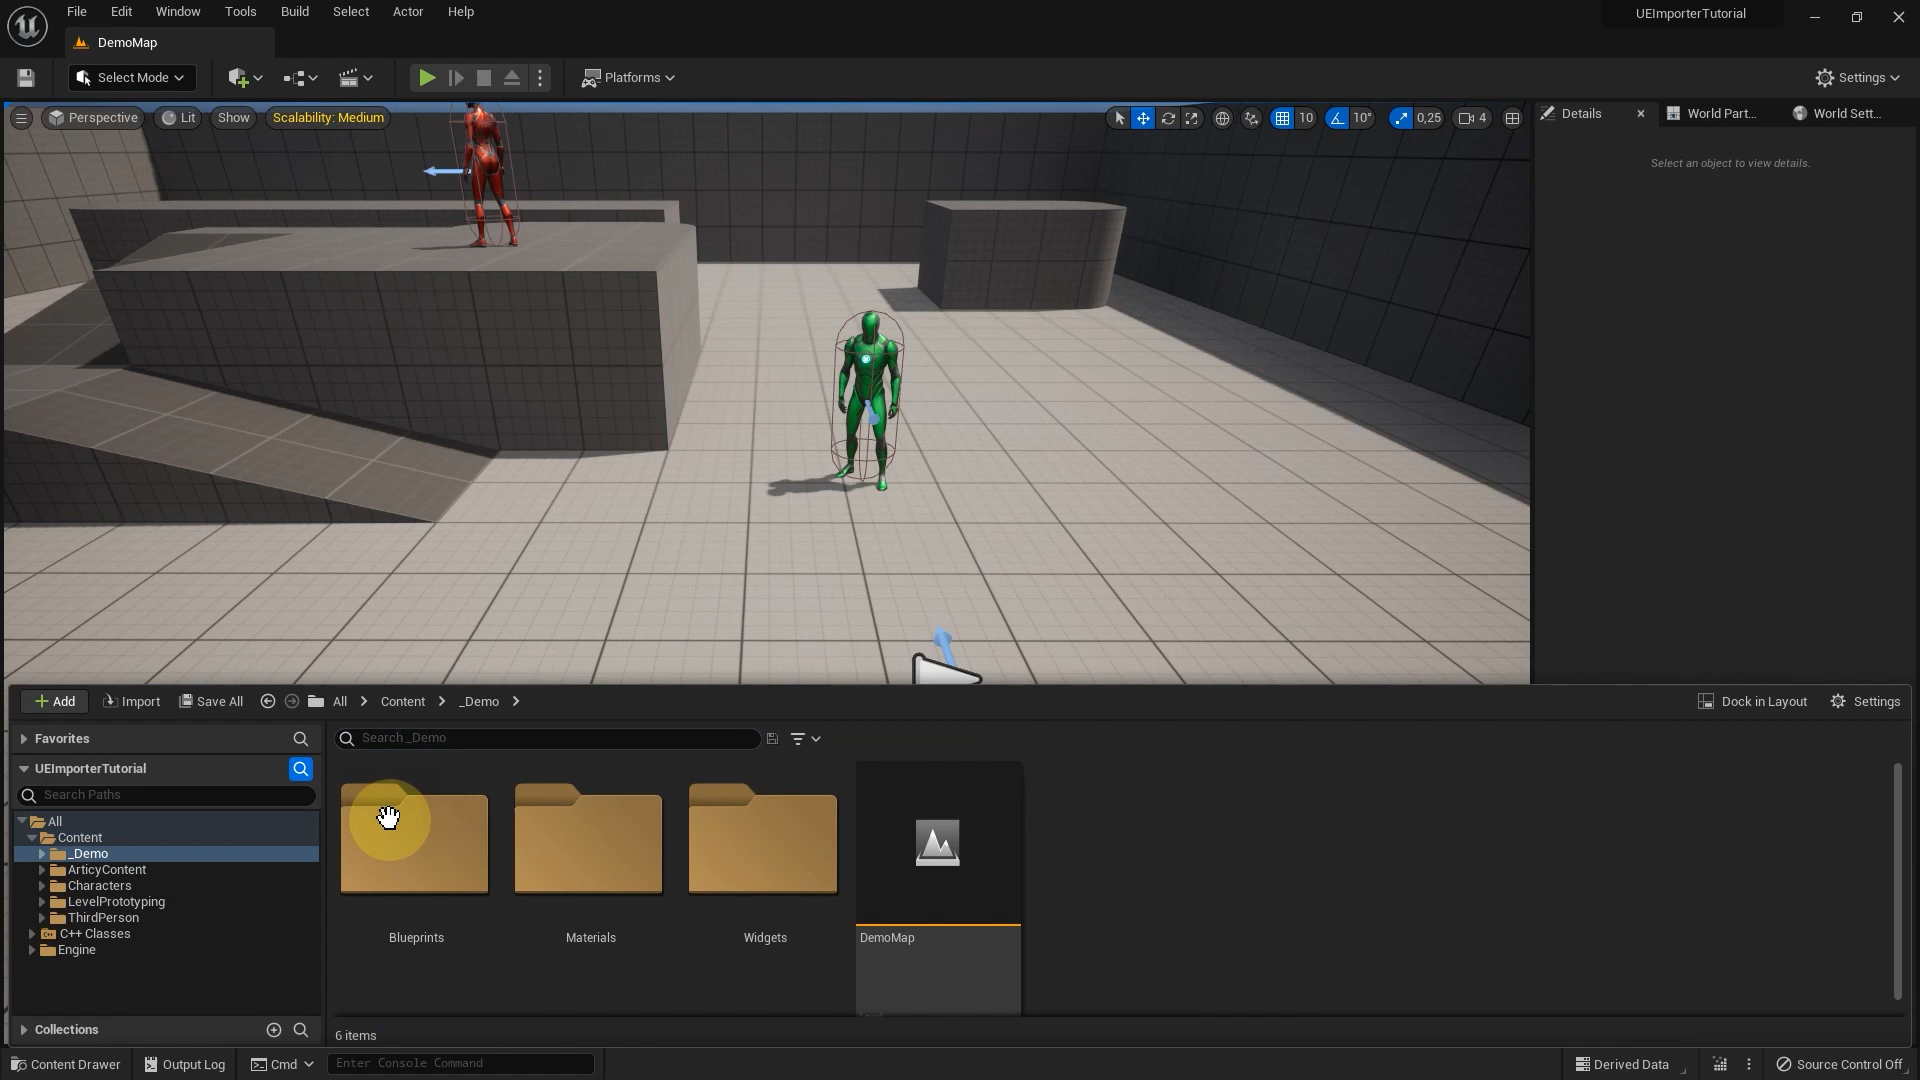 File Edit Window Tools Build Select Actor Help
UEImporterTutorial
DemoMap
Select Mode
Platforms
Settings
Perspective Lit Show Scalability: Medium
10 10° 0,25 4
Details World Part... World Sett...
Select an object to view details.
Add Import Save All All Content _Demo
Dock in Layout Settings
Favorites
Search _Demo
UEImporterTutorial
Search Paths
All
Content
_Demo
ArticyContent
Characters
LevelPrototyping
ThirdPerson
C++ Classes
Engine
Blueprints Materials Widgets DemoMap
Collections
6 items
Content Drawer Output Log Cmd Enter Console Command
Derived Data Source Control Off